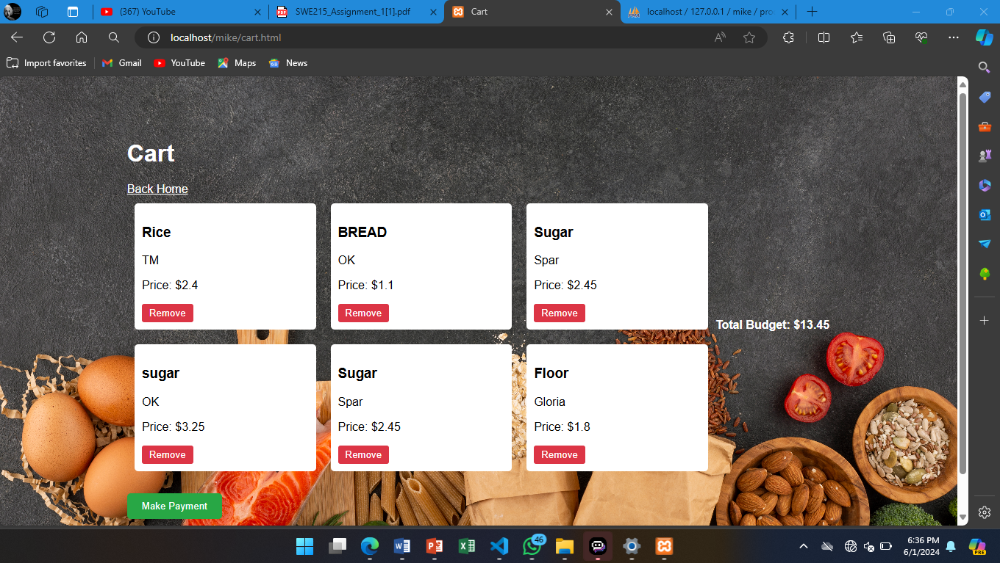 (367) YouTube
SWE215_Assignment_1[1].pdf
Cart
localhost / 127.0.0.1 / mike / pro
localhost/mike/cart.html
Import favorites
Gmail
YouTube
Maps
News
Cart
Back Home
Rice
TM
Price: $2.4
Remove
BREAD
OK
Price: $1.1
Remove
Sugar
Spar
Price: $2.45
Remove
Total Budget: $13.45
sugar
OK
Price: $3.25
Remove
Sugar
Spar
Price: $2.45
Remove
Floor
Gloria
Price: $1.8
Remove
Make Payment
46
6:36 PM
6/1/2024
PRE